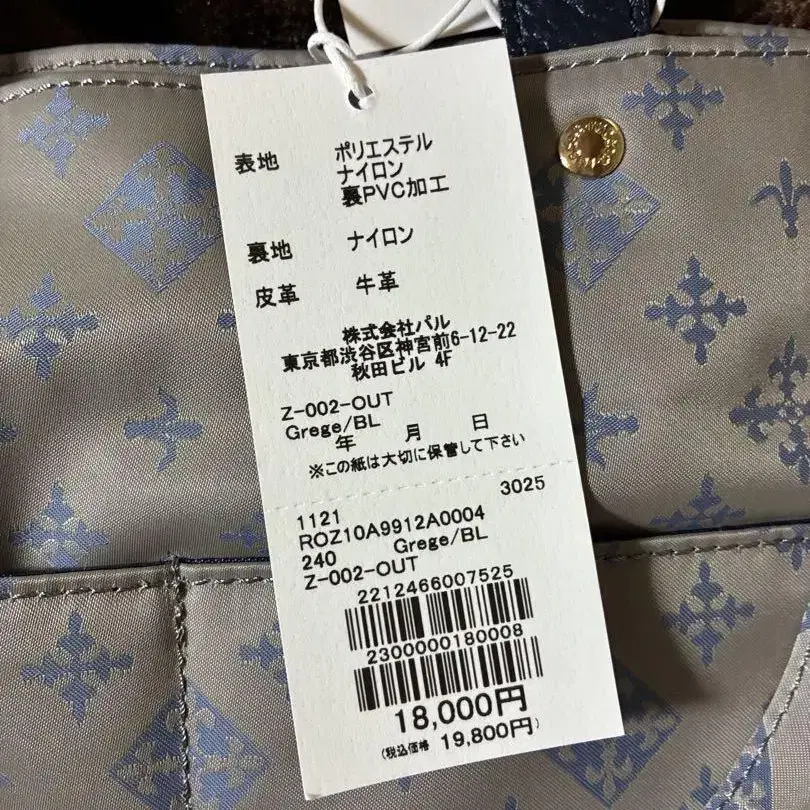 表地 ポリエステル
ナイロン
裏PVC加工
裏地 ナイロン
皮革 牛革
株式会社パル
東京都渋谷区神宮前6-12-22
秋田ビル 4F
Z-002-OUT
Grege/BL
年 月 日
※この紙は大切に保管して下さい
1121 3025
ROZ10A9912A0004
240 Grege/BL
Z-002-OUT
2212466007525
2300000180008
18,000円
(税込価格 19,800円)